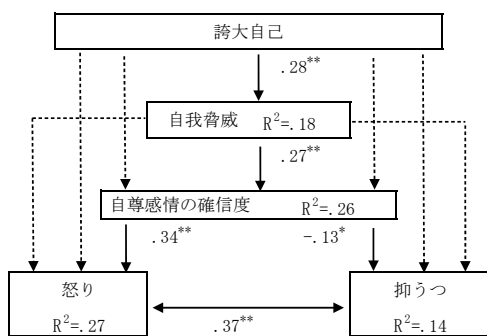 誇大自己
.28**
自我脅威 R²=.18
.27**
自尊感情の確信度 R²=.26
.34** -.13*
怒り 抑うつ
R²=.27 .37** R²=.14